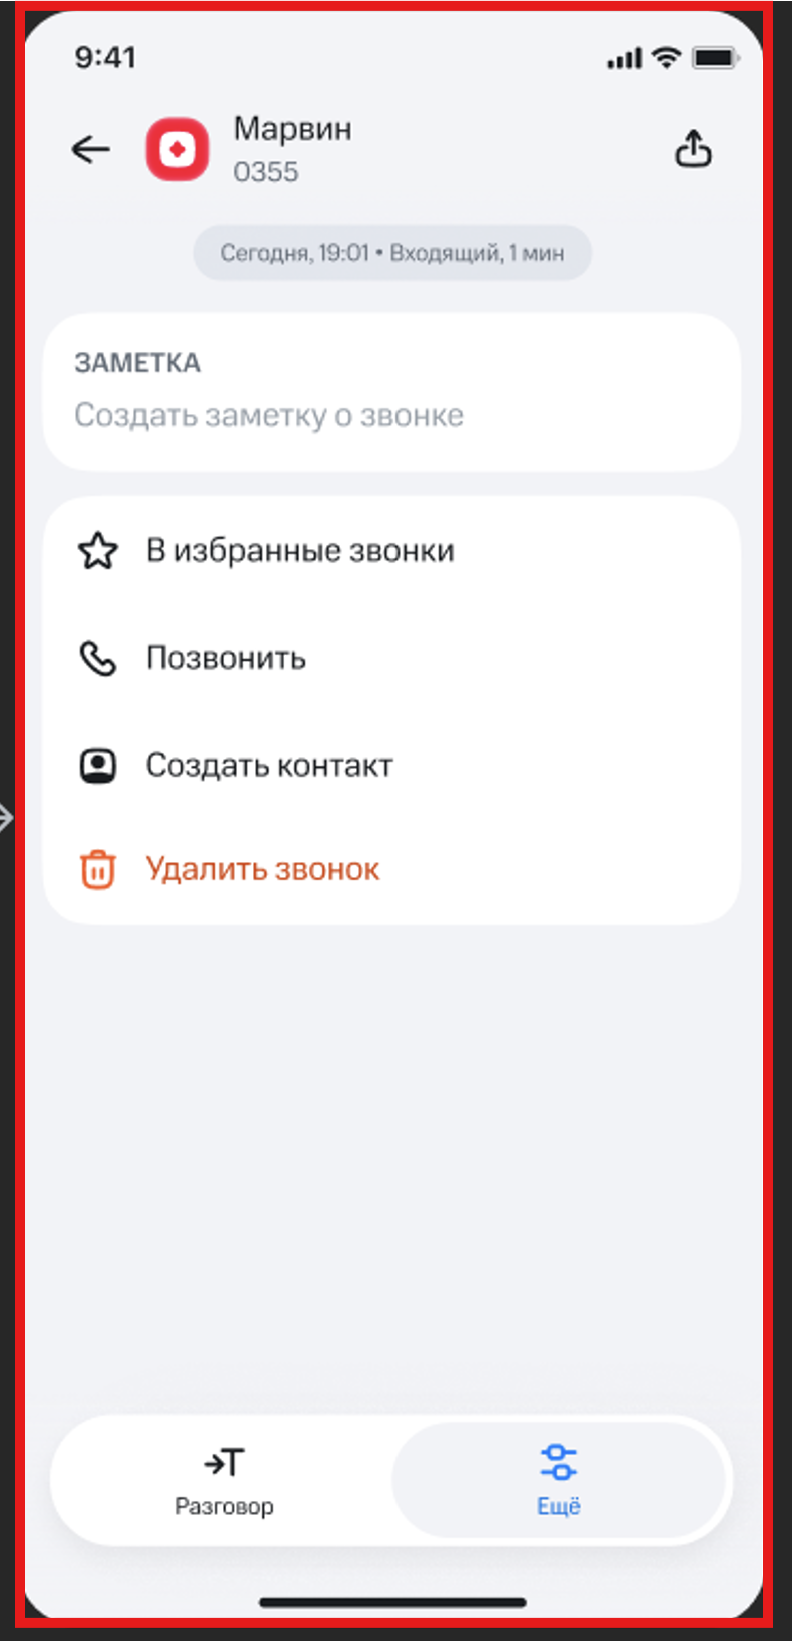 9:41
Марвин
0355
Сегодня, 19:01 • Входящий, 1 мин
ЗАМЕТКА
Создать заметку о звонке
В избранные звонки
Позвонить
Создать контакт
Удалить звонок
Разговор
Ещё